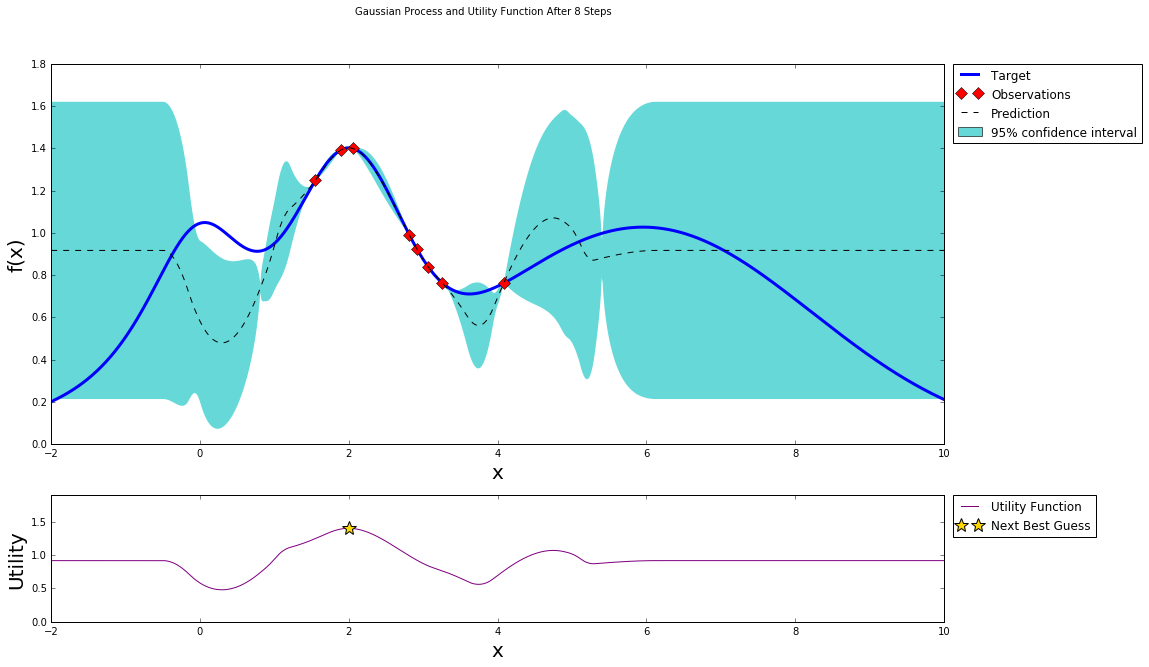 Gaussian Process and Utility Function After 8 Steps
1.8
1.6
1.4
1.2
1.0
0.8
0.6
0.4
0.2
0.0
f(x)
−2 0 2 4 6 8 10
x
Target
Observations
Prediction
95% confidence interval
1.5
1.0
0.5
0.0
Utility
−2 0 2 4 6 8 10
x
Utility Function
Next Best Guess